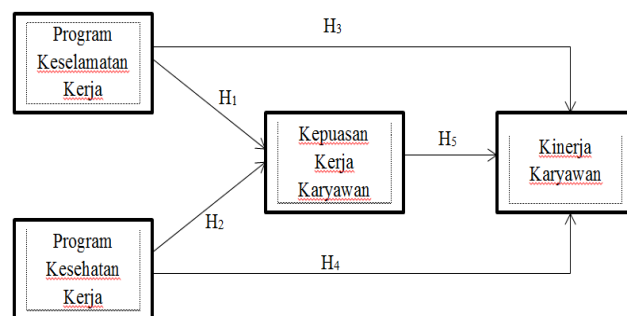 Program
Keselamatan
Kerja
H3
H1
Kepuasan
Kerja
Karyawan
H5
Kinerja
Karyawan
H2
Program
Kesehatan
Kerja
H4